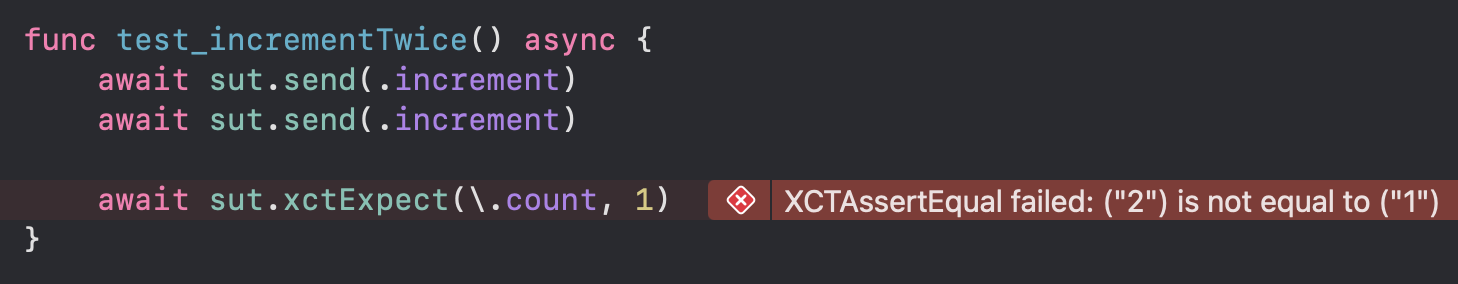 func test_incrementTwice() async {
    await sut.send(.increment)
    await sut.send(.increment)
    await sut.xctExpect(\.count, 1) XCTAssertEqual failed: ("2") is not equal to ("1")
}